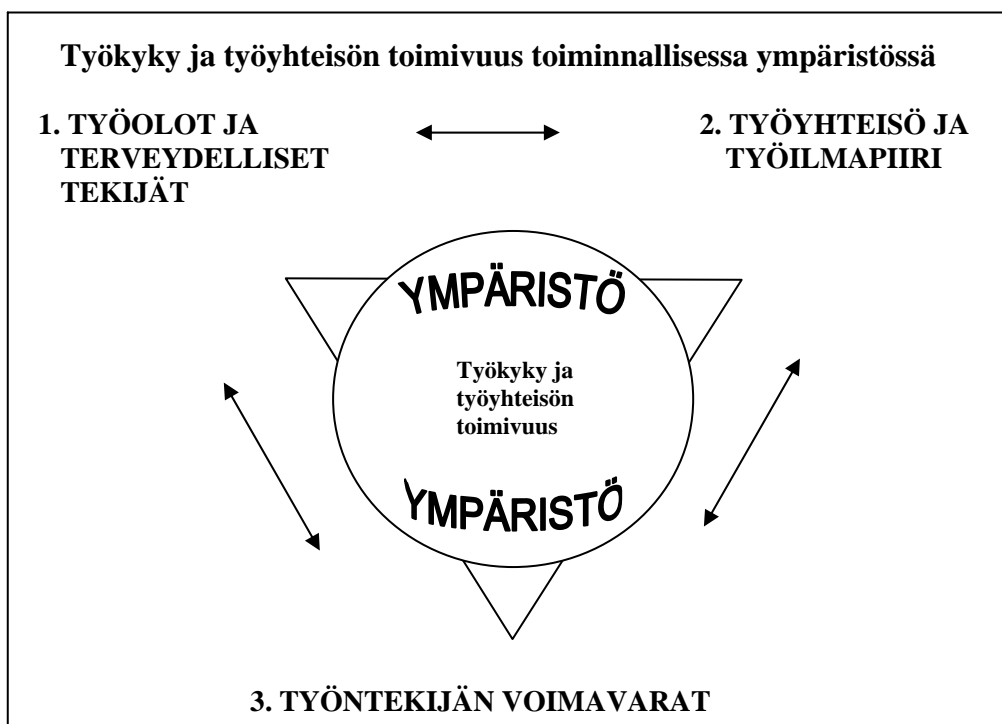 Työkyky ja työyhteisön toimivuus toiminnallisessa ympäristössä
1. TYÖOLOT JA
TERVEYDELLISET
TEKIJÄT
2. TYÖYHTEISÖ JA
TYÖILMAPIIRI
YMPÄRISTÖ
Työkyky ja
työyhteisön
toimivuus
YMPÄRISTÖ
3. TYÖNTEKIJÄN VOIMAVARAT